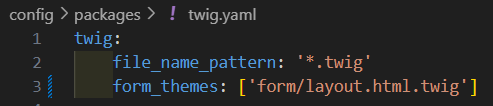 config > packages > ! twig.yaml
1 twig:
2     file_name_pattern: '*.twig'
3     form_themes: ['form/layout.html.twig']